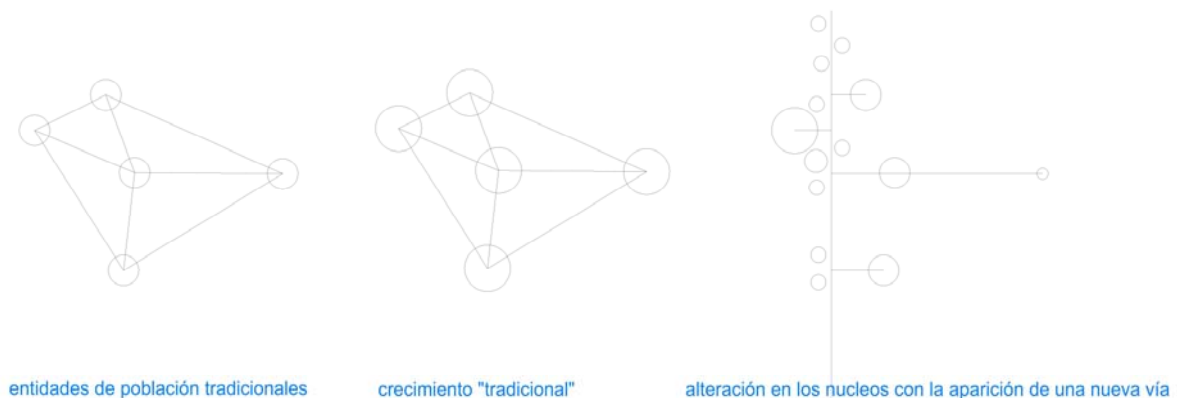 entidades de población tradicionales
crecimiento "tradicional"
alteración en los nucleos con la aparición de una nueva vía